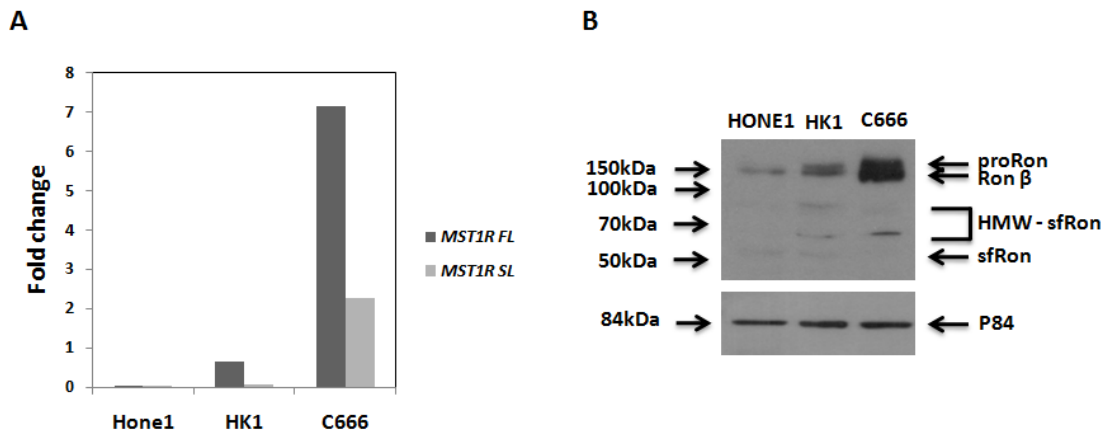 A
8
7
6
5
4
3
2
1
0
Fold change
Hone1 HK1 C666
MST1R FL
MST1R SL
B
HONE1 HK1 C666
150kDa
100kDa
70kDa
50kDa
84kDa
proRon
Ron β
HMW - sfRon
sfRon
P84